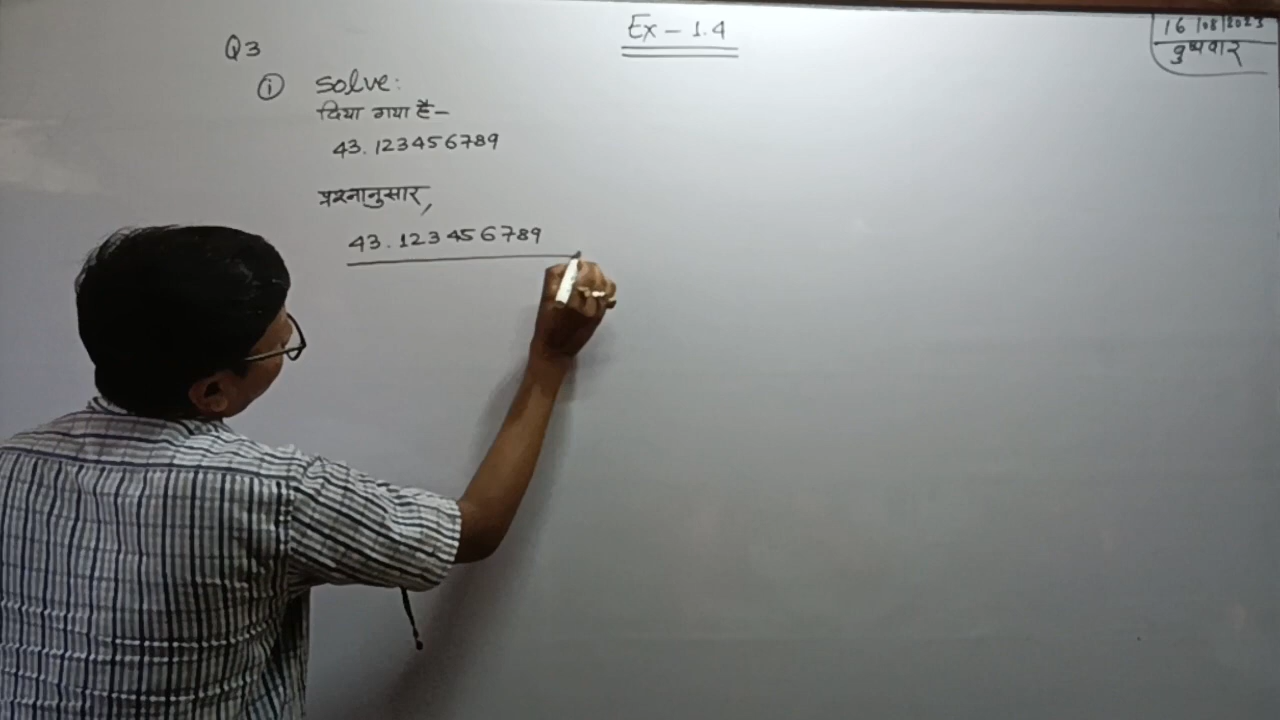 Ex - 1.4
16/08/2023
बुधवार
Q3
(i) Solve:
दिया गया है-
43.123456789
प्रश्नानुसार,
43.123456789